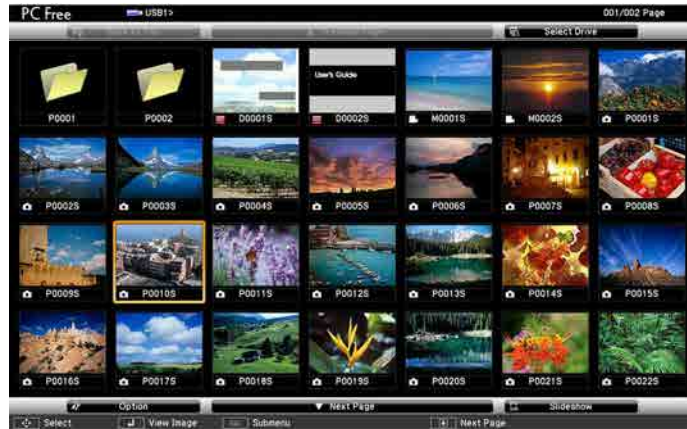 PC Free USB1> 001/002 Page
Select Drive
User's Guide
P0001 P0002 D0001S D0002S M0001S M0002S P0001S
P0002S P0003S P0004S P0005S P0006S P0007S P0008S
P0009S P0010S P0011S P0012S P0013S P0014S P0015S
P0016S P0017S P0018S P0019S P0020S P0021S P0022S
Option ▼ Next Page Slideshow
Select View Image Submenu Next Page